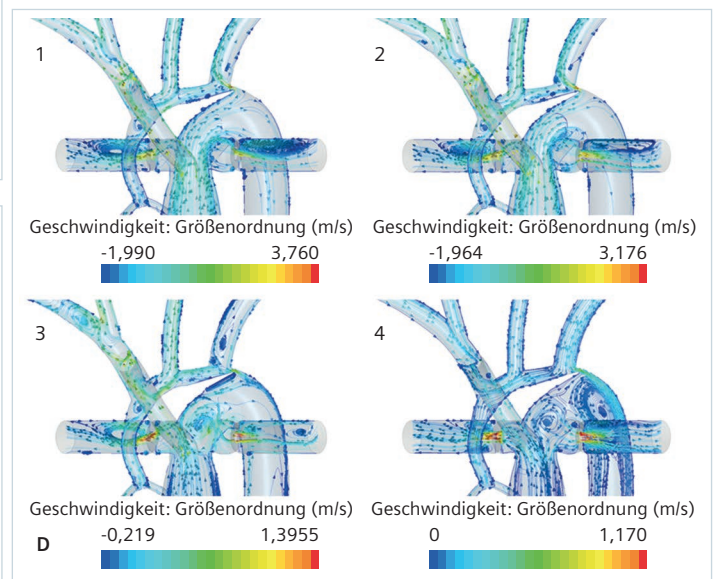 1
2
Geschwindigkeit: Größenordnung (m/s)
-1,990 3,760
Geschwindigkeit: Größenordnung (m/s)
-1,964 3,176
3
4
Geschwindigkeit: Größenordnung (m/s)
-0,219 1,3955
Geschwindigkeit: Größenordnung (m/s)
0 1,170
D